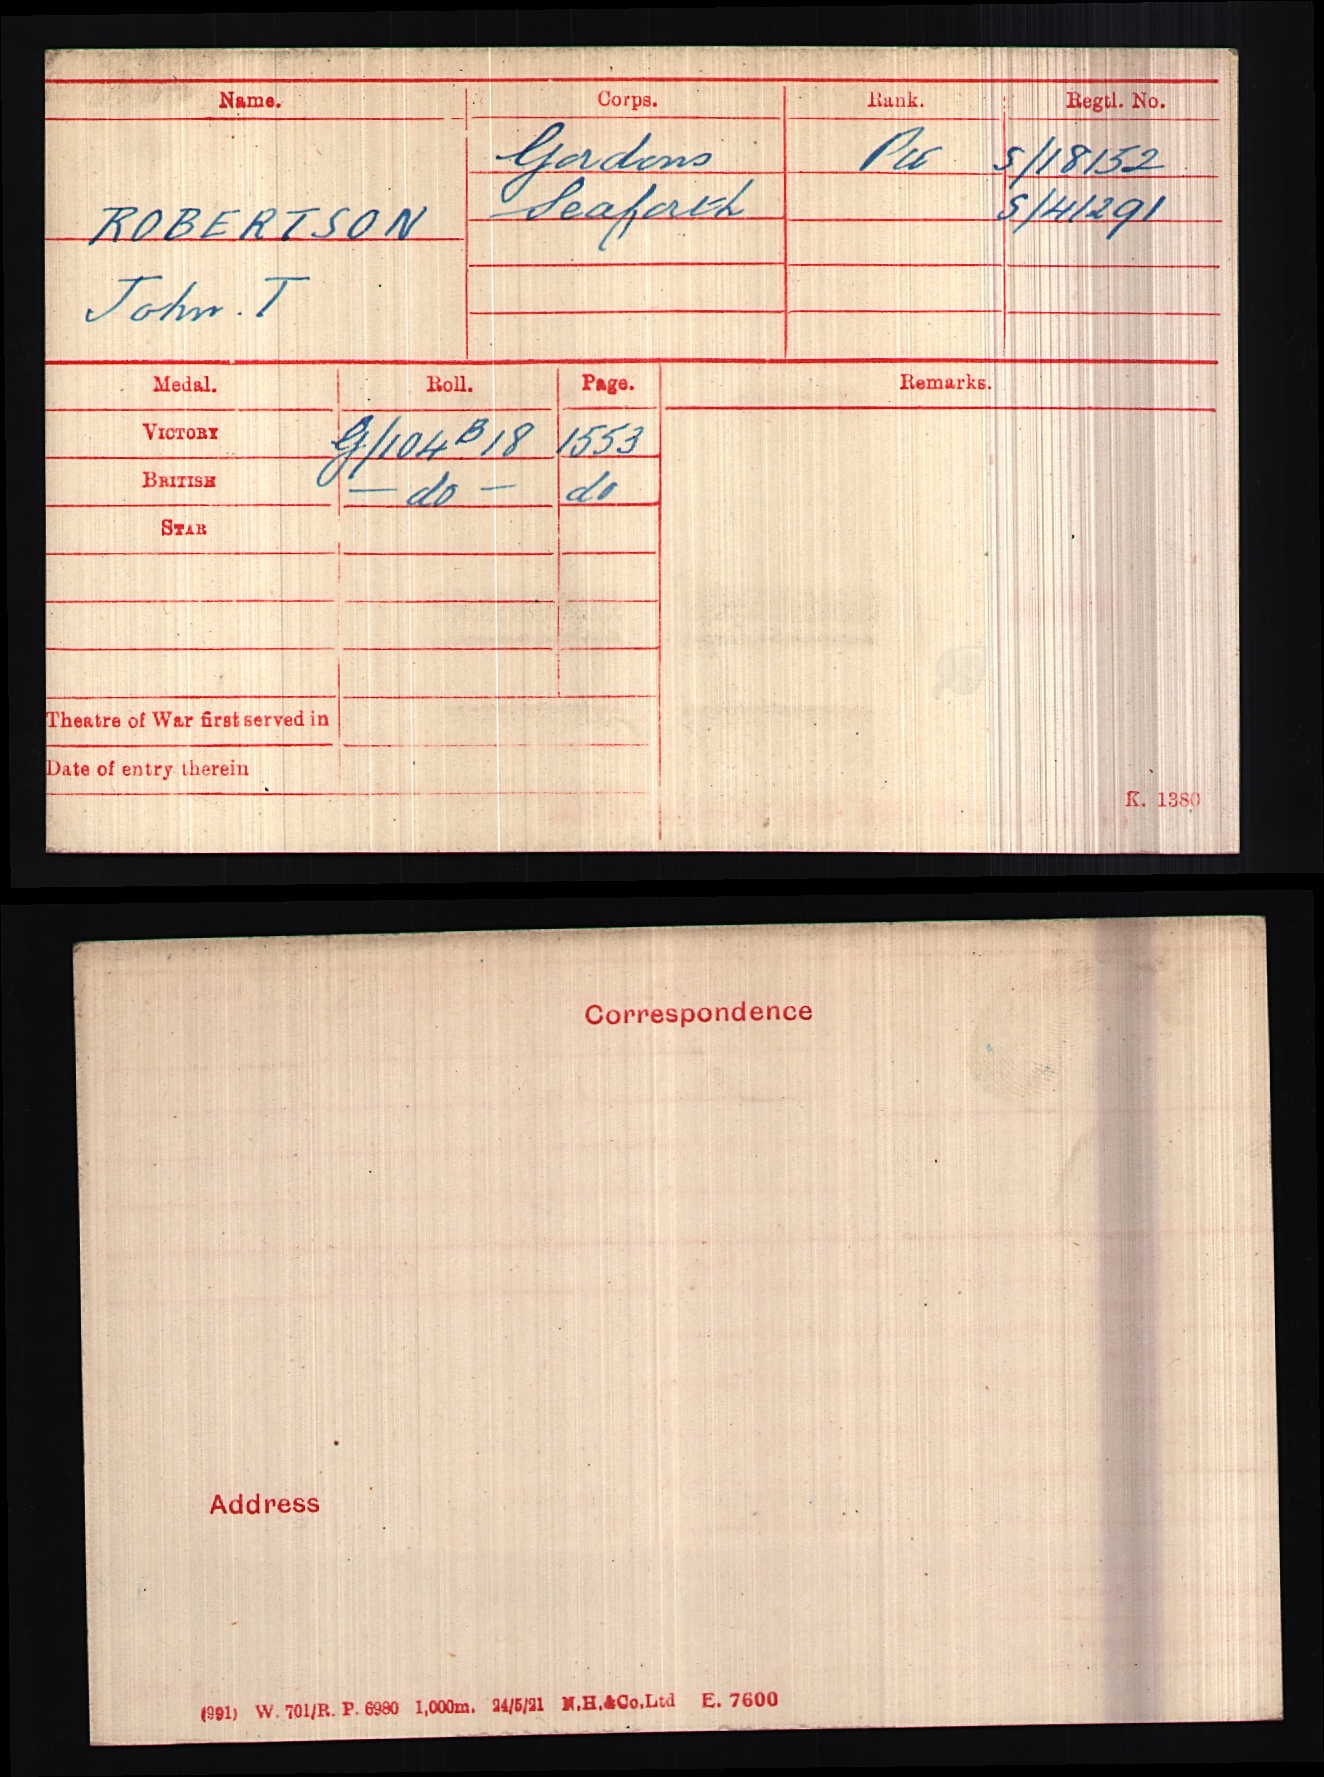 Name. Corps. Rank. Regtl. No.
Gordons Pte S/18152
Seaforth S/41291
ROBERTSON
John. T
Medal. Roll. Page. Remarks.
VICTORY G/104 B 18 1553
BRITISH — do — do
STAR
Theatre of War first served in
Date of entry therein
K. 1380
Correspondence
Address
(991) W. 701/R. P. 6980 1,000m. 24/5/21 N.H.&Co.Ltd E. 7600